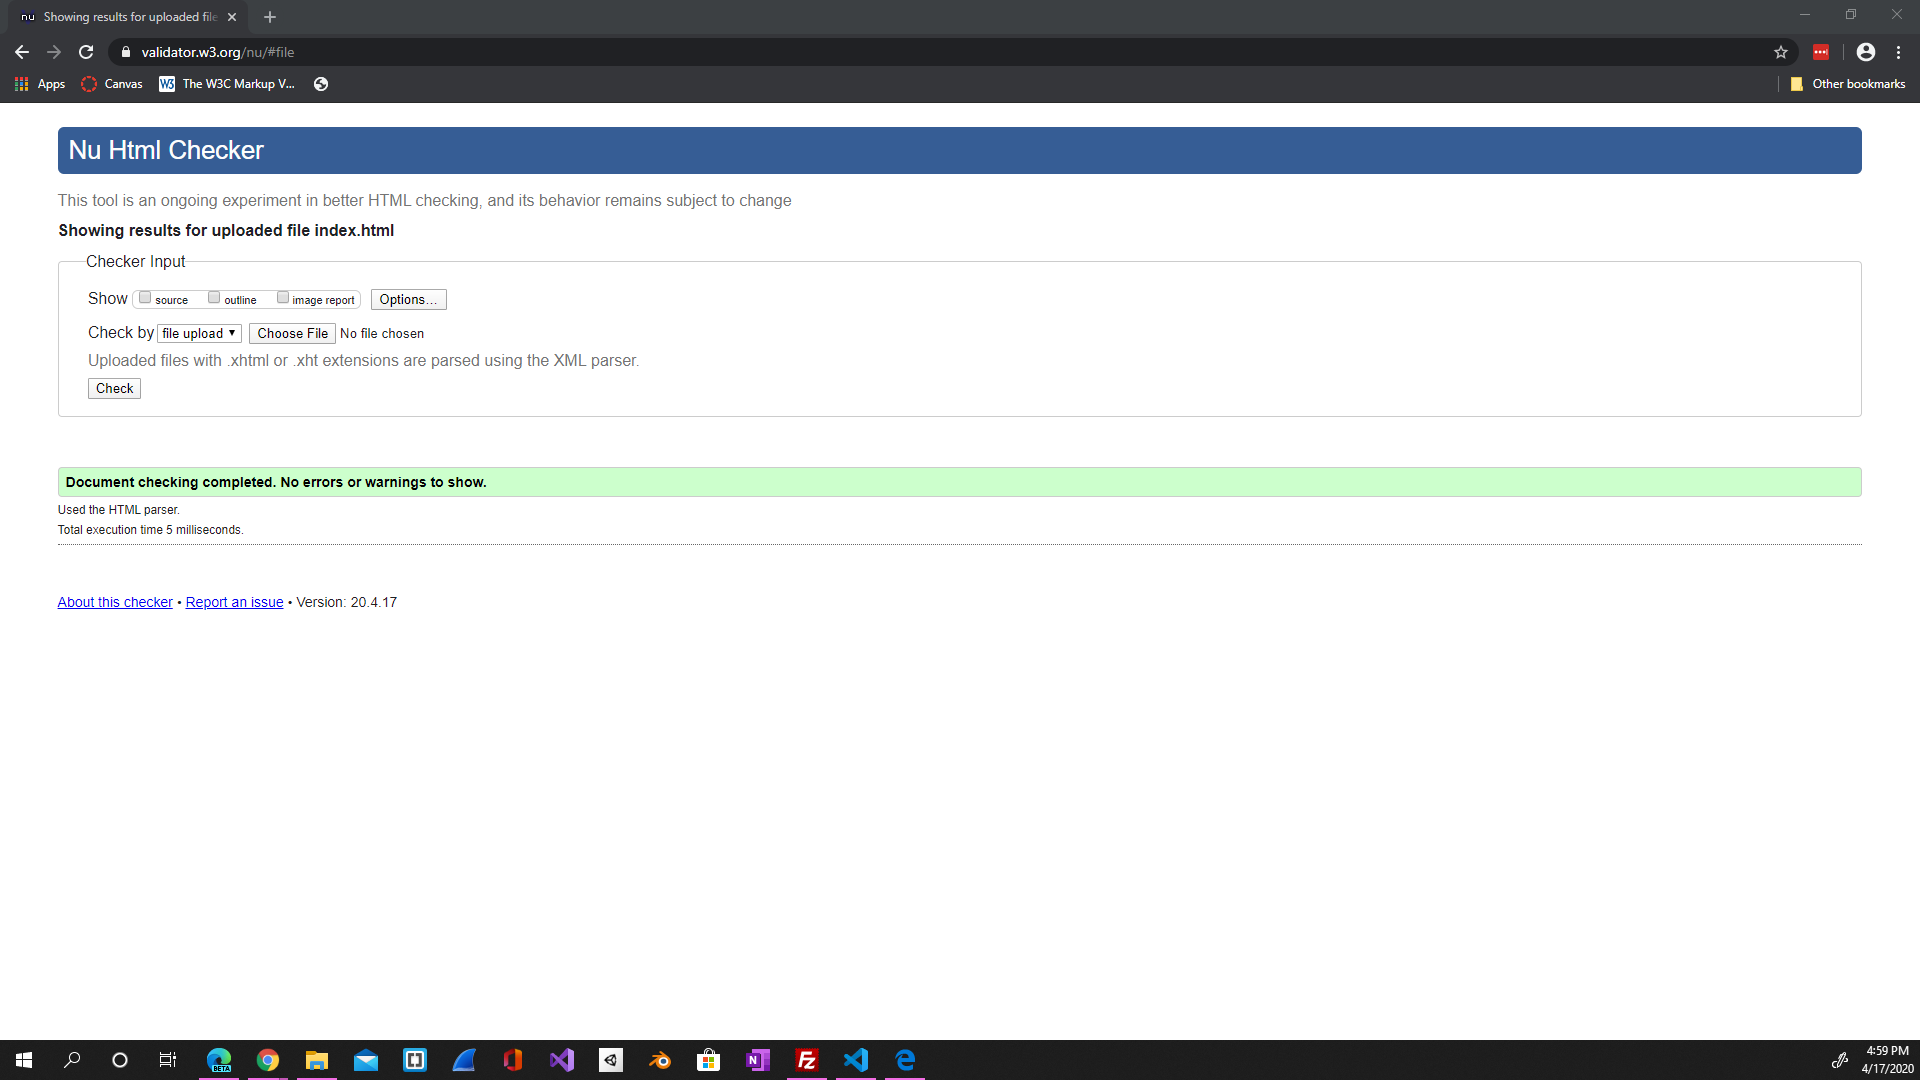 nu Showing results for uploaded file
validator.w3.org/nu/#file
Apps Canvas W3 The W3C Markup V... Other bookmarks
Nu Html Checker
This tool is an ongoing experiment in better HTML checking, and its behavior remains subject to change
Showing results for uploaded file index.html
Checker Input
Show source outline image report Options...
Check by file upload Choose File No file chosen
Uploaded files with .xhtml or .xht extensions are parsed using the XML parser.
Check
Document checking completed. No errors or warnings to show.
Used the HTML parser.
Total execution time 5 milliseconds.
About this checker • Report an issue • Version: 20.4.17
BETA
N
Fz
4:59 PM
4/17/2020